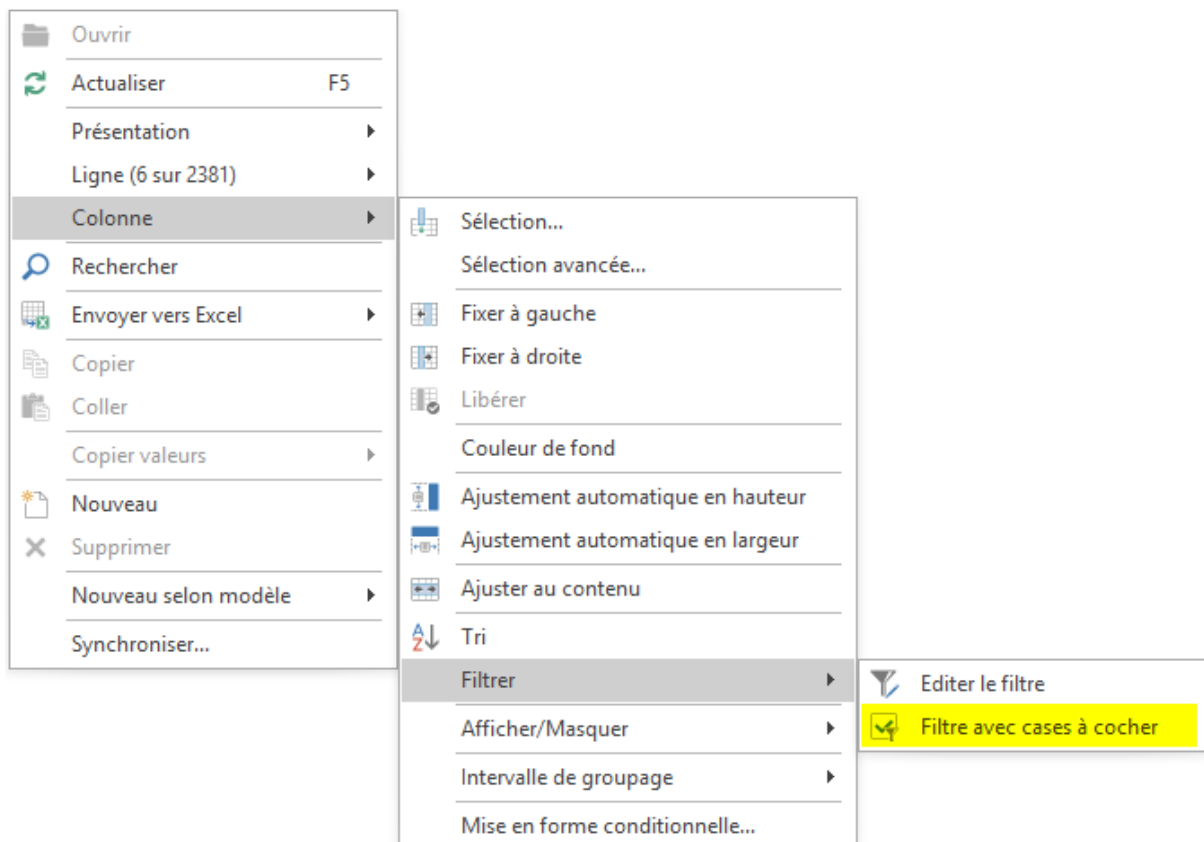 Ouvrir
Actualiser F5
Présentation
Ligne (6 sur 2381)
Colonne
Rechercher
Envoyer vers Excel
Copier
Coller
Copier valeurs
Nouveau
Supprimer
Nouveau selon modèle
Synchroniser...
Sélection...
Sélection avancée...
Fixer à gauche
Fixer à droite
Libérer
Couleur de fond
Ajustement automatique en hauteur
Ajustement automatique en largeur
Ajuster au contenu
Tri
Filtrer
Afficher/Masquer
Intervalle de groupage
Mise en forme conditionnelle...
Editer le filtre
Filtre avec cases à cocher